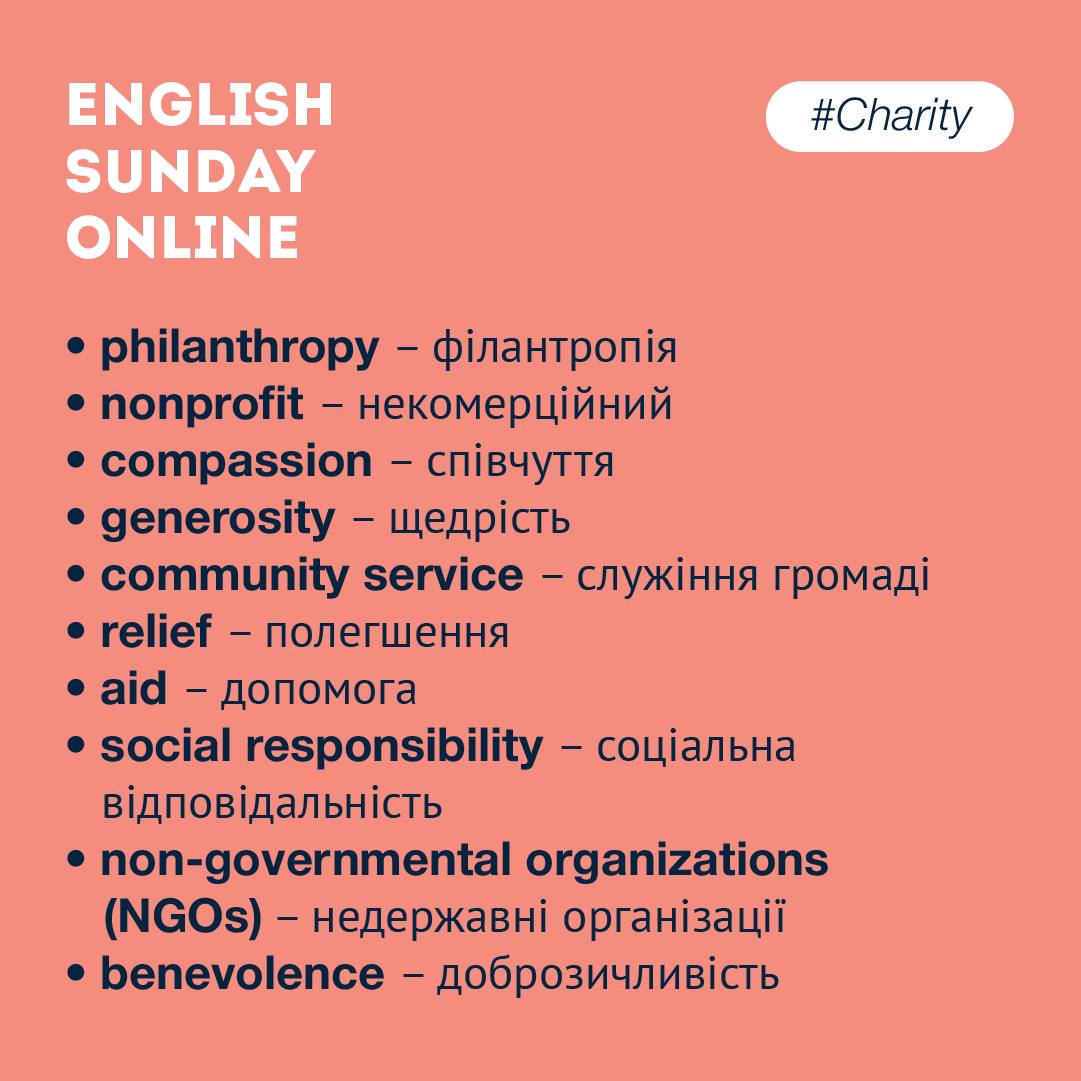 ENGLISH
SUNDAY
ONLINE
#Charity
• philanthropy – філантропія
• nonprofit – некомерційний
• compassion – співчуття
• generosity – щедрість
• community service – служіння громаді
• relief – полегшення
• aid – допомога
• social responsibility – соціальна
відповідальність
• non-governmental organizations
(NGOs) – недержавні організації
• benevolence – доброзичливість